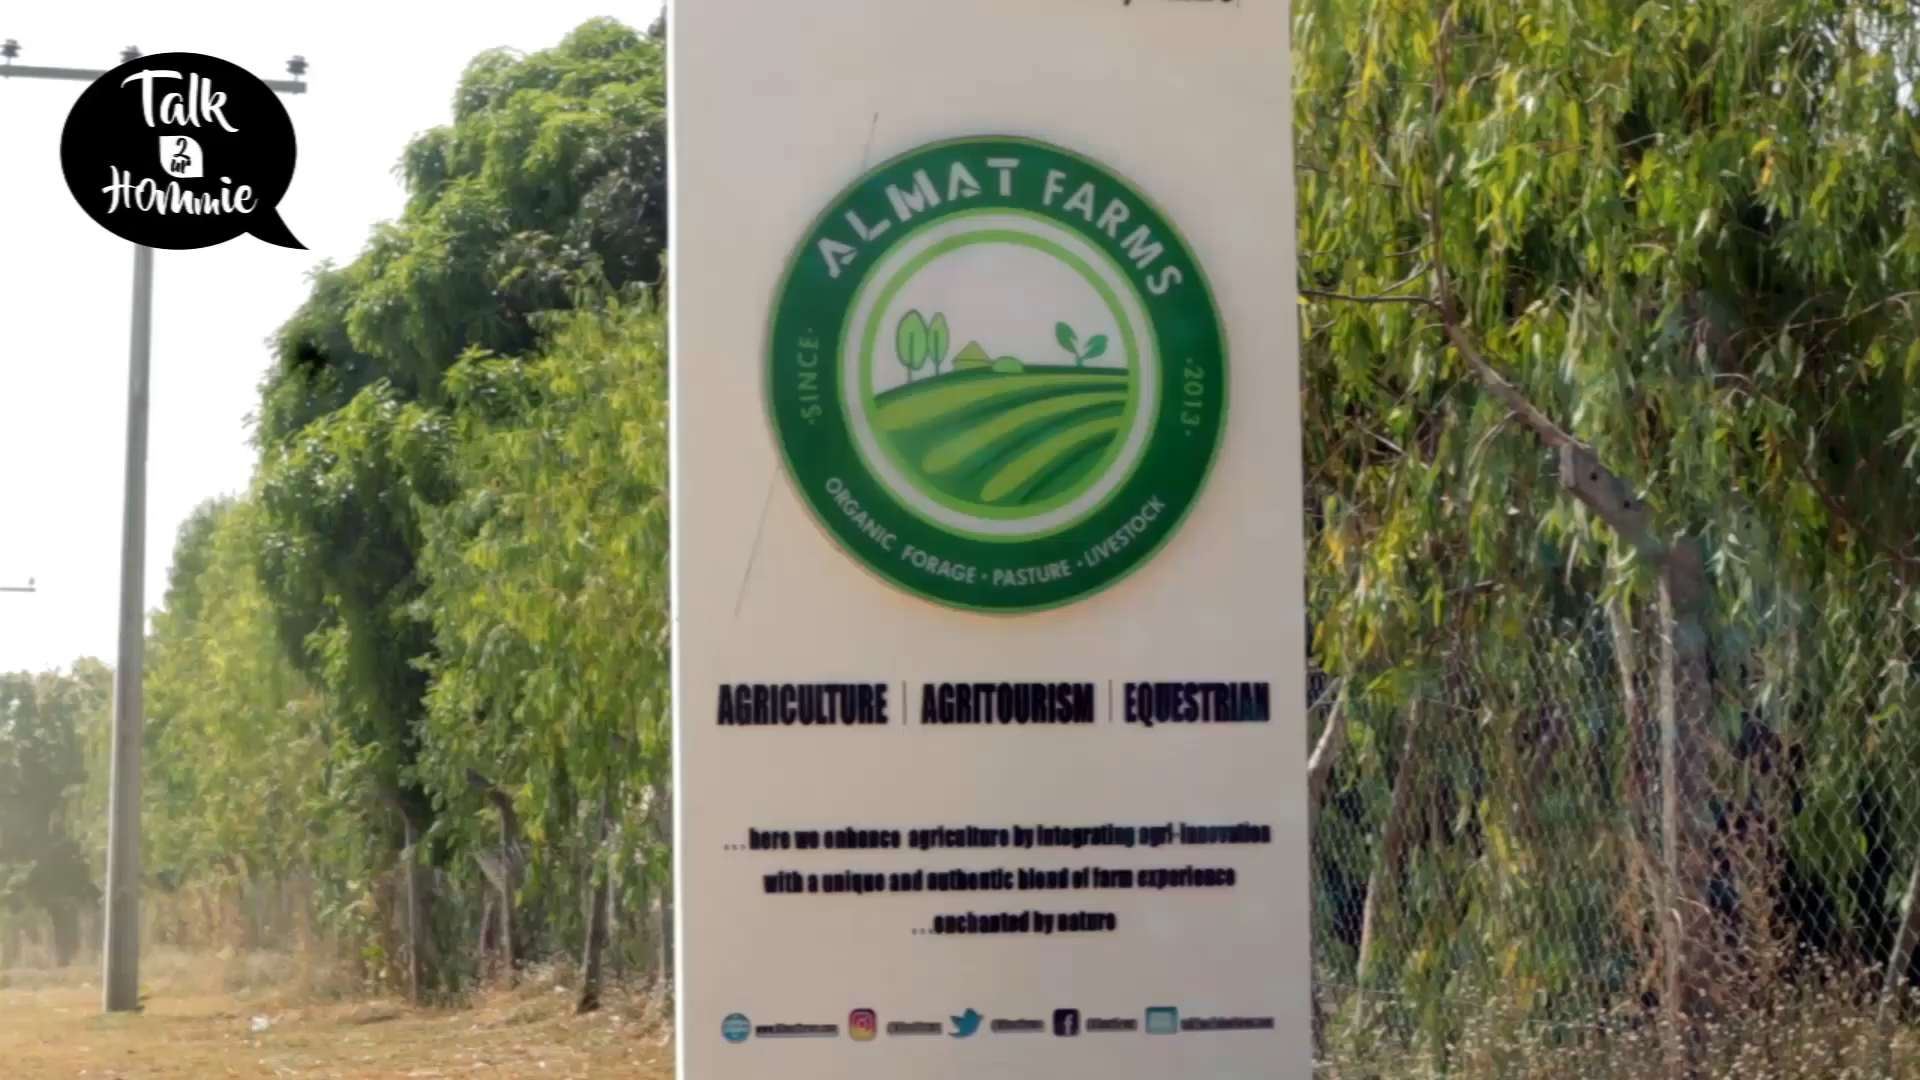 Talk
2
ur
Hommie
ALMAT FARMS
·SINCE·
·2013·
ORGANIC FORAGE · PASTURE · LIVESTOCK
AGRICULTURE | AGRITOURISM | EQUESTRIAN
...here we enhance agriculture by integrating agri-innovation
with a unique and authentic blend of farm experience
...enchanted by nature